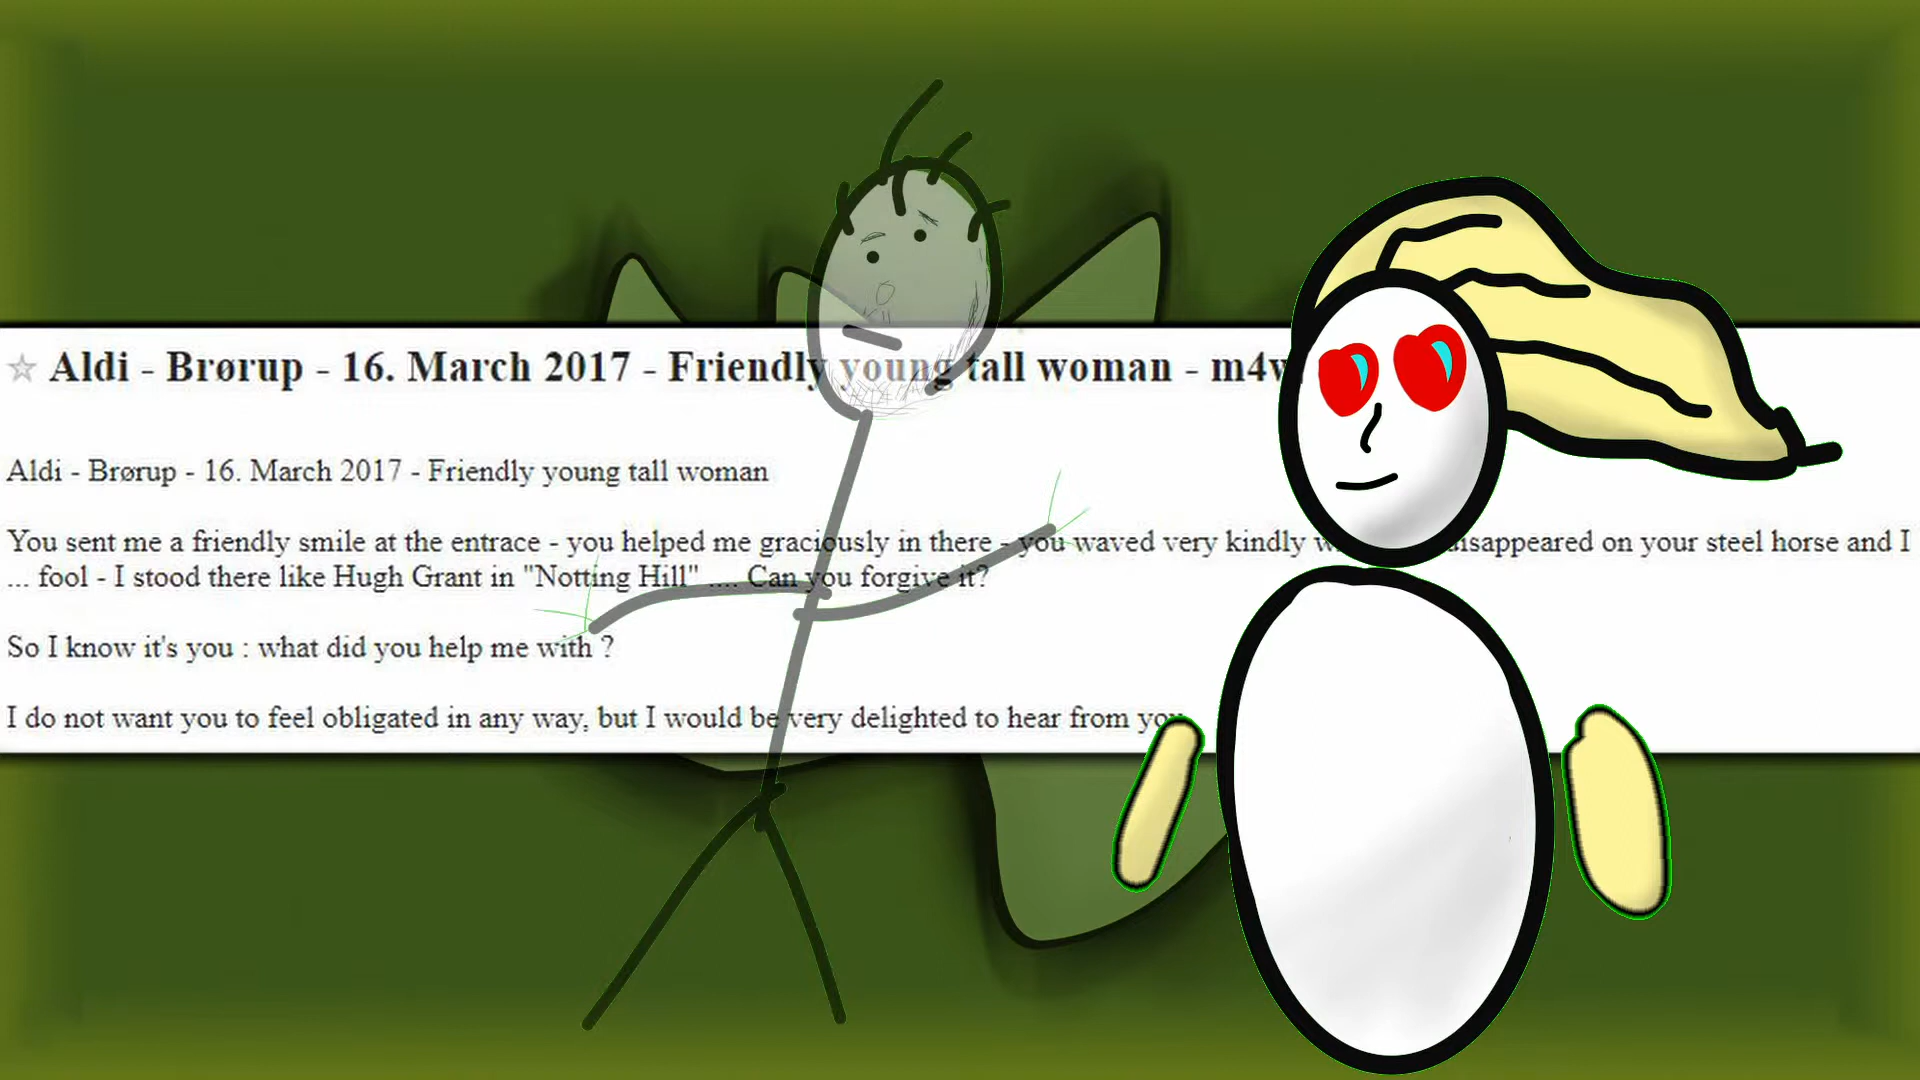 Aldi - Brørup - 16. March 2017 - Friendly young tall woman - m4w
Aldi - Brørup - 16. March 2017 - Friendly young tall woman
You sent me a friendly smile at the entrace - you helped me graciously in there - you waved very kindly disappeared on your steel horse and I
... fool - I stood there like Hugh Grant in "Notting Hill" .... Can you forgive it?
So I know it's you : what did you help me with ?
I do not want you to feel obligated in any way, but I would be very delighted to hear from you